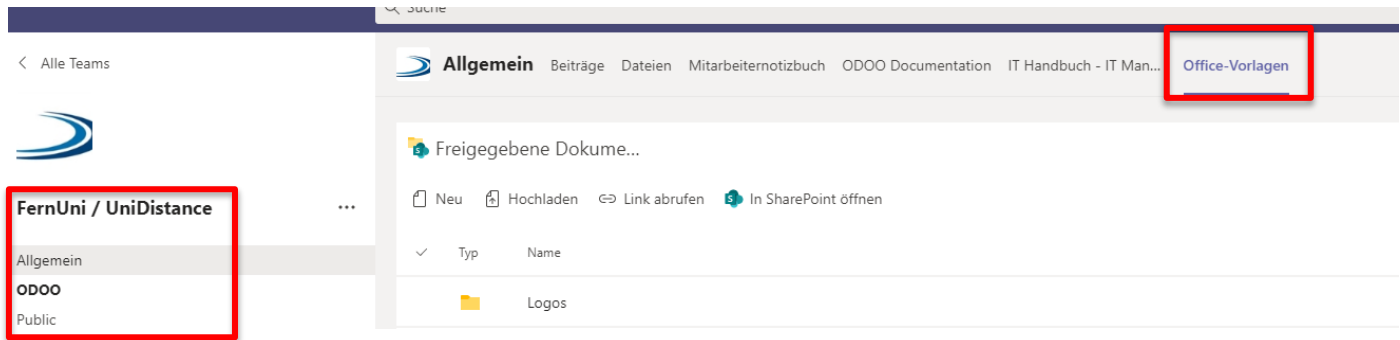 Suche
Alle Teams
Allgemein Beiträge Dateien Mitarbeiternotizbuch ODOO Documentation IT Handbuch - IT Man... Office-Vorlagen
Freigegebene Dokume...
FernUni / UniDistance ...
Neu Hochladen Link abrufen In SharePoint öffnen
Allgemein
ODOO
Public
Typ Name
Logos